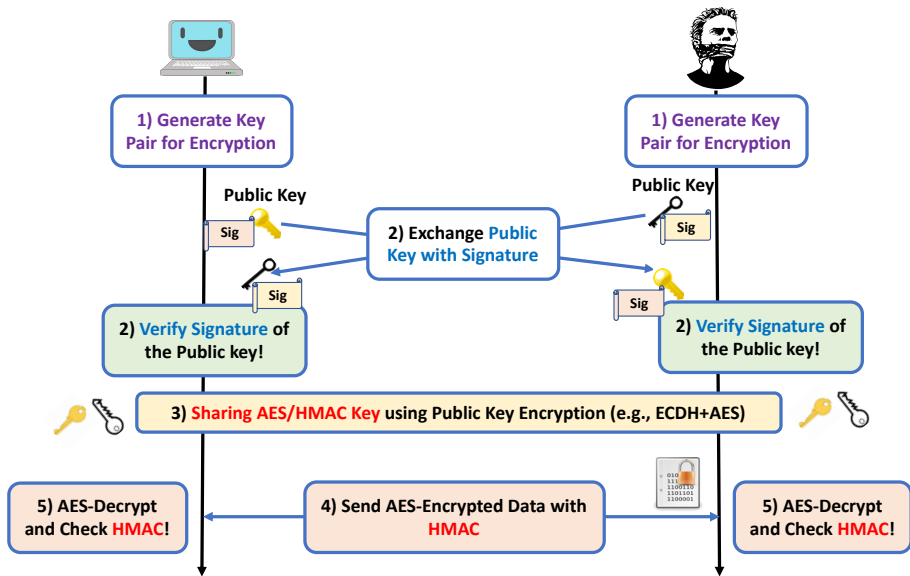 1) Generate Key
Pair for Encryption
1) Generate Key
Pair for Encryption
Public Key
Public Key
Sig
Sig
2) Exchange Public
Key with Signature
Sig
Sig
2) Verify Signature of
the Public key!
2) Verify Signature of
the Public key!
3) Sharing AES/HMAC Key using Public Key Encryption (e.g., ECDH+AES)
5) AES-Decrypt
and Check HMAC!
4) Send AES-Encrypted Data with
HMAC
1100110
1101101
1100001
5) AES-Decrypt
and Check HMAC!